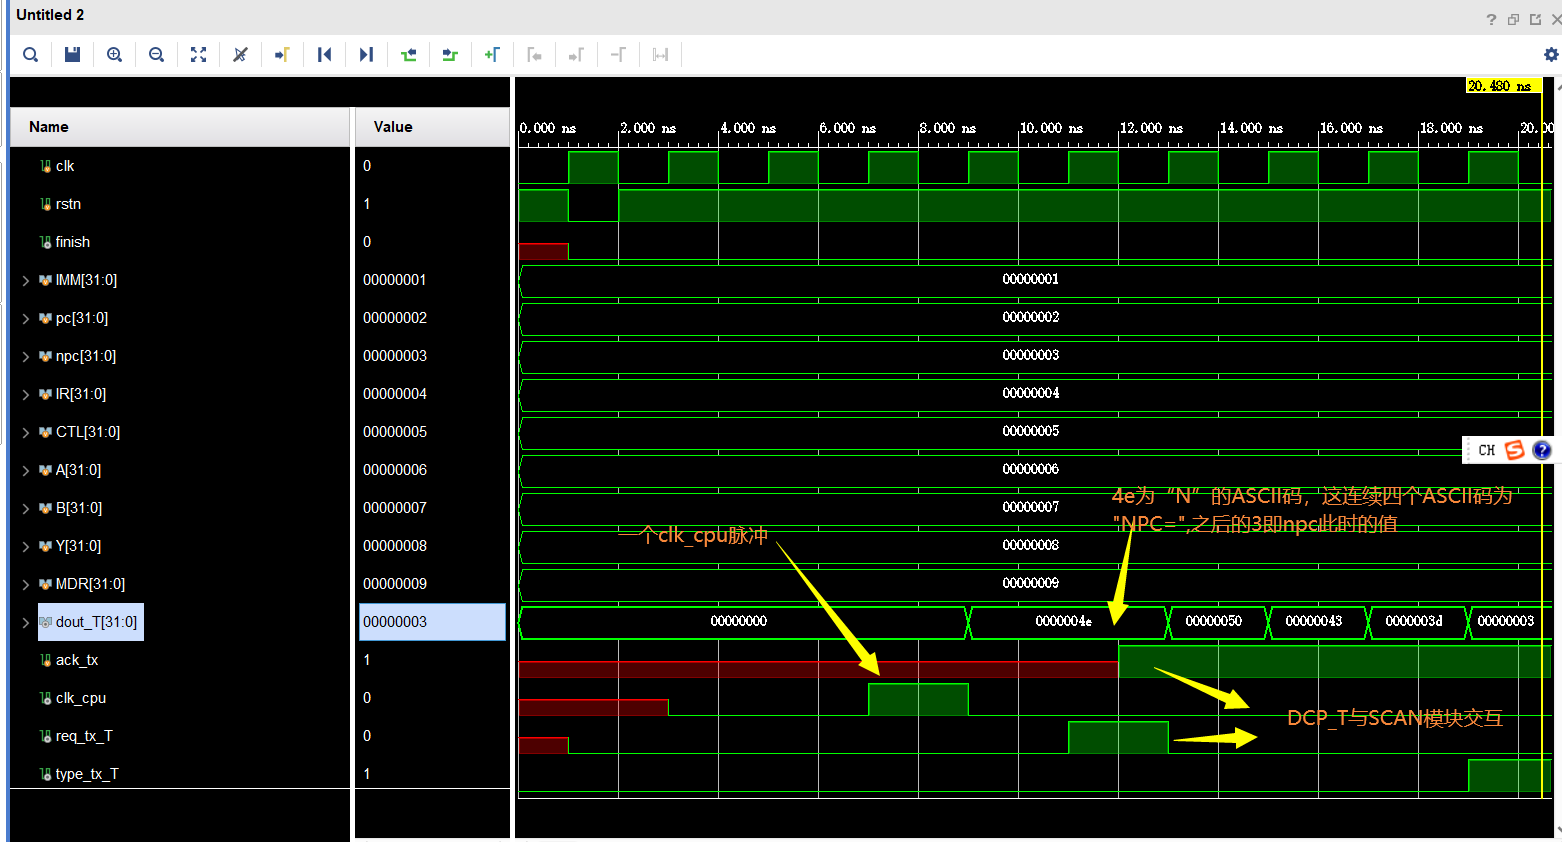 Untitled 2
20.480 ns
Name
Value
0.000 ns
2.000 ns
4.000 ns
6.000 ns
8.000 ns
10.000 ns
12.000 ns
14.000 ns
16.000 ns
18.000 ns
20.00
clk
0
rstn
1
finish
0
IMM[31:0]
00000001
00000001
pc[31:0]
00000002
00000002
npc[31:0]
00000003
00000003
IR[31:0]
00000004
00000004
CTL[31:0]
00000005
00000005
CH
A[31:0]
00000006
00000006
4e为“N”的ASCII码，这连续四个ASCII码为
"NPC=",之后的3即npc此时的值
B[31:0]
00000007
00000007
一个clk_cpu脉冲
Y[31:0]
00000008
00000008
MDR[31:0]
00000009
00000009
dout_T[31:0]
00000003
00000000
0000004e
00000050
00000043
0000003d
00000003
ack_tx
1
clk_cpu
0
DCP_T与SCAN模块交互
req_tx_T
0
type_tx_T
1